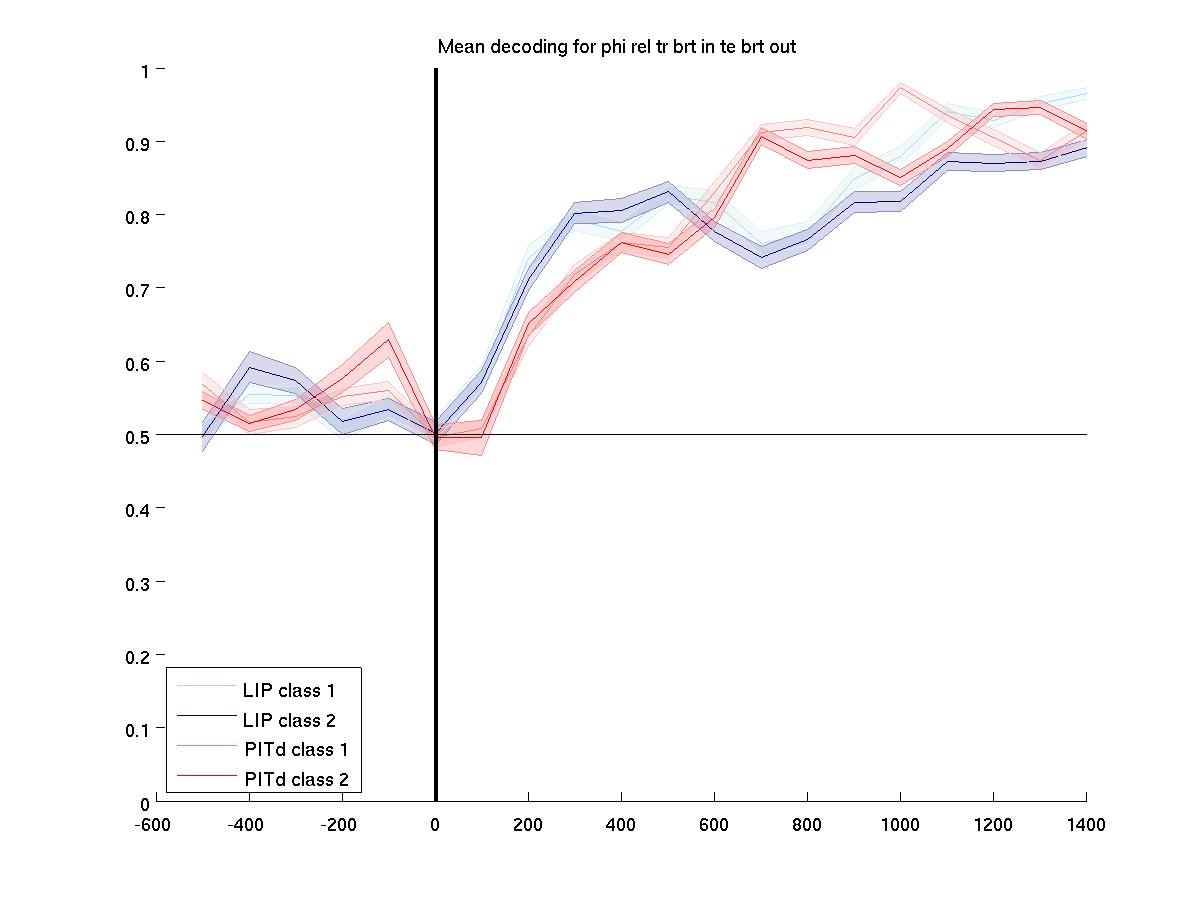 Mean decoding for phi rel tr brt in te brt out
1
0.9
0.8
0.7
0.6
0.5
0.4
0.3
0.2
0.1
0
LIP class 1
LIP class 2
PITd class 1
PITd class 2
-600 -400 -200 0 200 400 600 800 1000 1200 1400